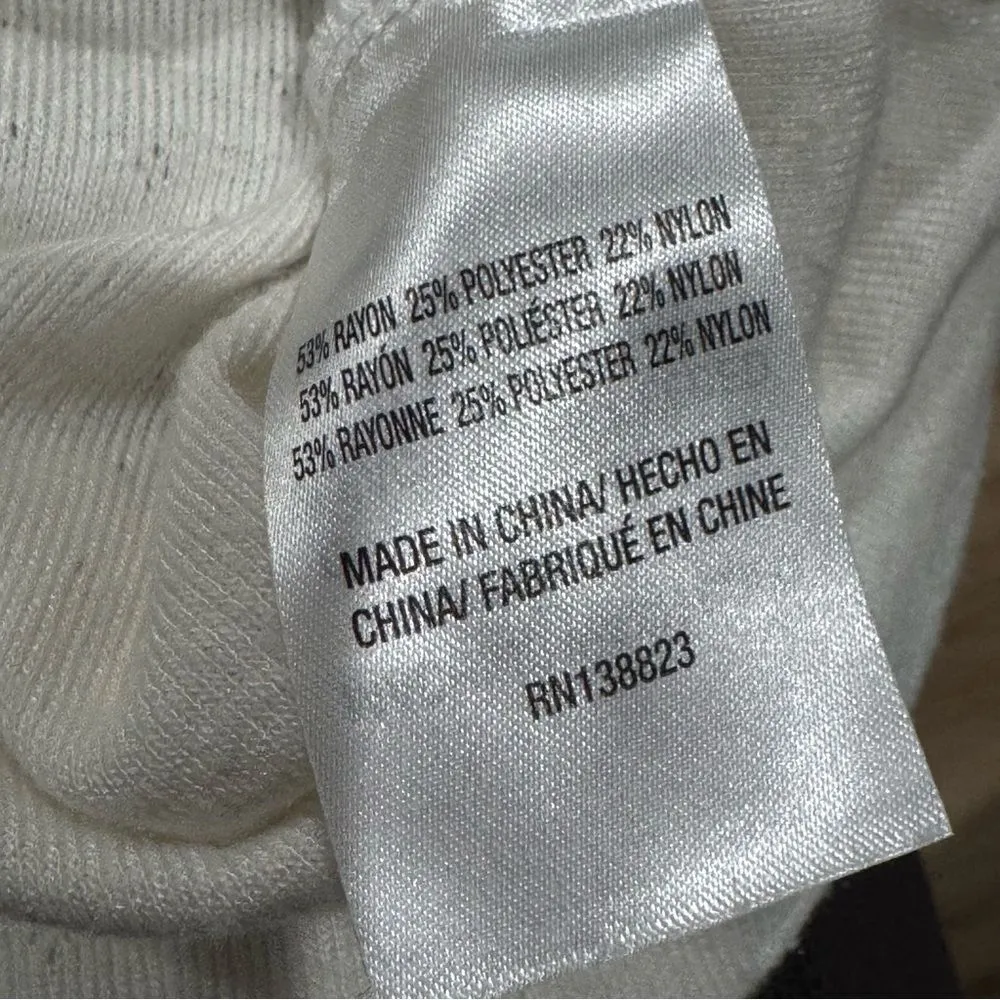 53% RAYON 25% POLYESTER 22% NYLON
53% RAYÓN 25% POLIÉSTER 22% NYLON
53% RAYONNE 25% POLYESTER 22% NYLON
MADE IN CHINA/ HECHO EN
CHINA/ FABRIQUÉ EN CHINE
RN138823